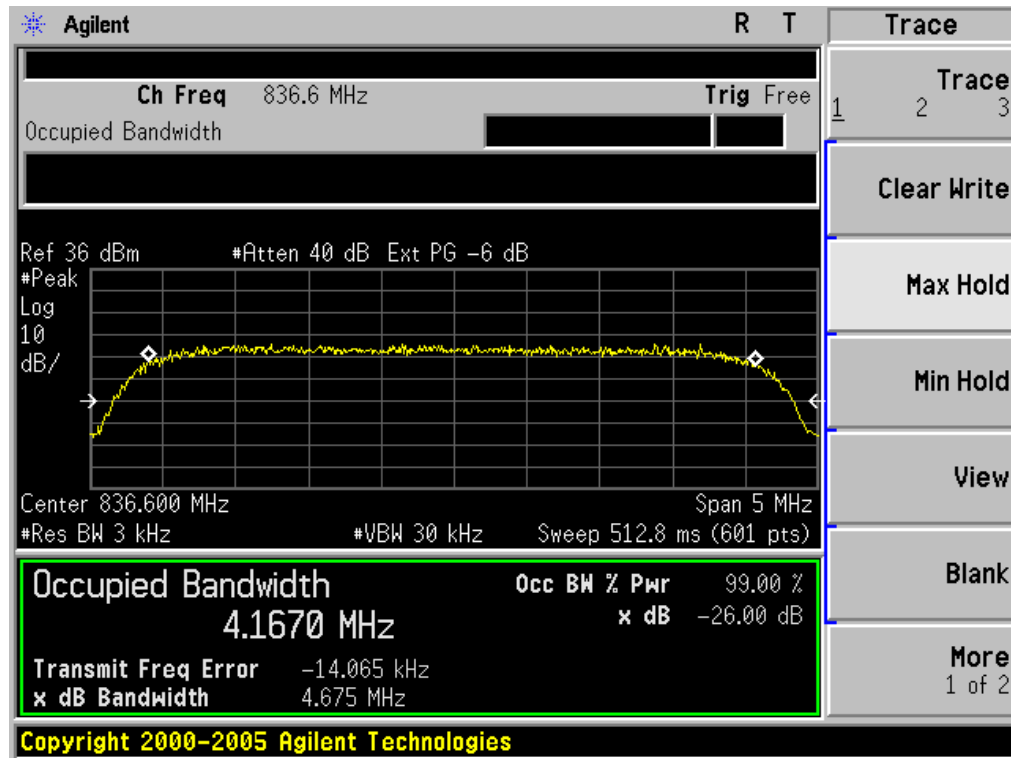 Agilent R T Trace
Ch Freq 836.6 MHz Trig Free
Occupied Bandwidth
Trace
1 2 3
Clear Write
Max Hold
Min Hold
View
Blank
More
1 of 2
Ref 36 dBm #Atten 40 dB Ext PG -6 dB
#Peak
Log
10
dB/
Center 836.600 MHz Span 5 MHz
#Res BW 3 kHz #VBW 30 kHz Sweep 512.8 ms (601 pts)
Occupied Bandwidth Occ BW % Pwr 99.00 %
4.1670 MHz x dB -26.00 dB
Transmit Freq Error -14.065 kHz
x dB Bandwidth 4.675 MHz
Copyright 2000-2005 Agilent Technologies